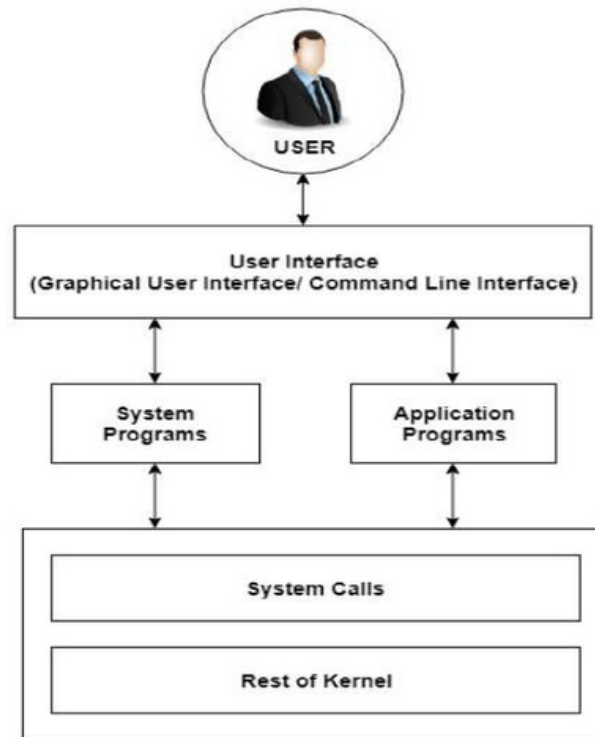 USER
User Interface
(Graphical User Interface/ Command Line Interface)
System
Programs
Application
Programs
System Calls
Rest of Kernel